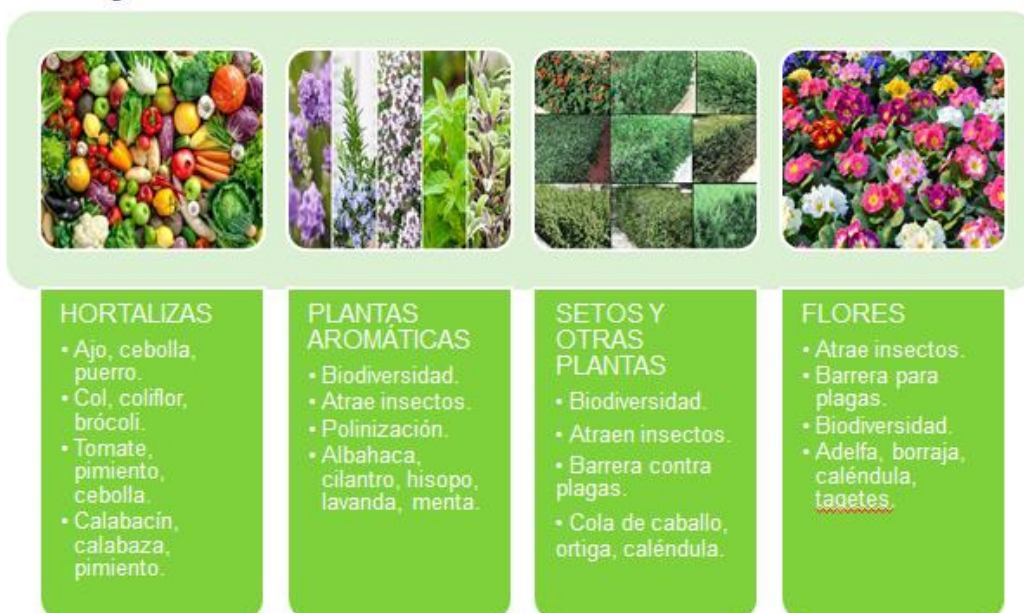 HORTALIZAS
• Ajo, cebolla,
puerro.
• Col, coliflor,
brócoli.
• Tomate,
pimiento,
cebolla.
• Calabacín,
calabaza,
pimiento.
PLANTAS
AROMÁTICAS
• Biodiversidad.
• Atrae insectos.
• Polinización.
• Albahaca,
cilantro, hisopo,
lavanda, menta.
SETOS Y
OTRAS
PLANTAS
• Biodiversidad.
• Atraen insectos.
• Barrera contra
plagas.
• Cola de caballo,
ortiga, caléndula.
FLORES
• Atrae insectos.
• Barrera para
plagas.
• Biodiversidad.
• Adelfa, borraja,
caléndula,
tagetes.